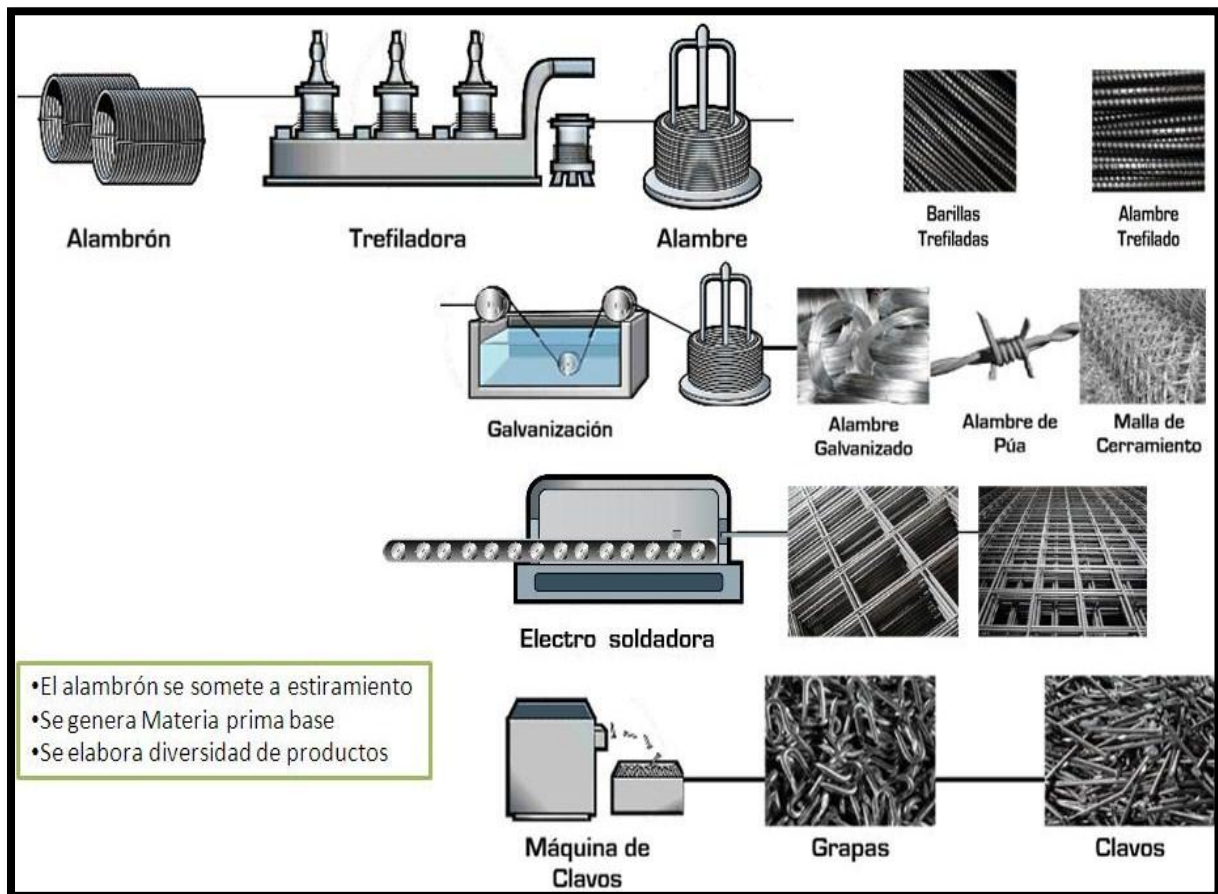 Alambrón
Trefiladora
Alambre
Barillas
Trefiladas
Alambre
Trefilado
Galvanización
Alambre
Galvanizado
Alambre de
Púa
Malla de
Cerramiento
Electro soldadora
•El alambrón se somete a estiramiento
•Se genera Materia prima base
•Se elabora diversidad de productos
Máquina de
Clavos
Grapas
Clavos